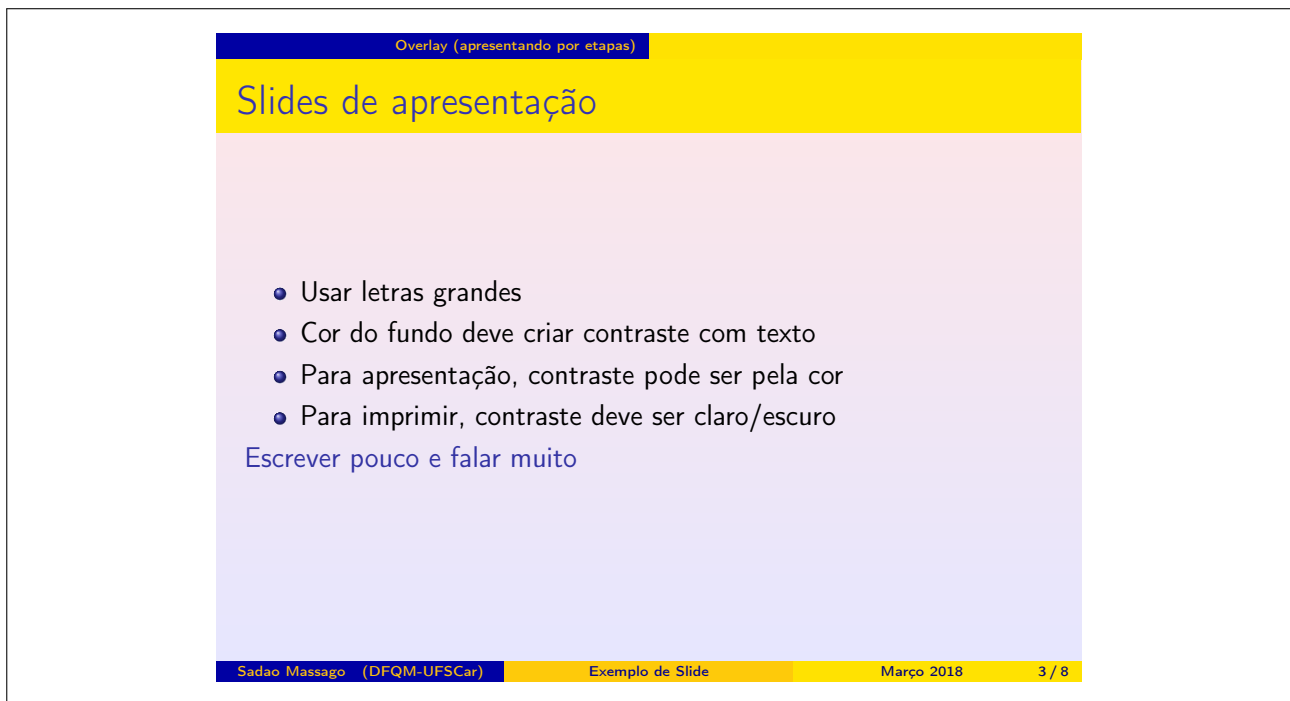 Overlay (apresentando por etapas)
Slides de apresentação
Usar letras grandes
Cor do fundo deve criar contraste com texto
Para apresentação, contraste pode ser pela cor
Para imprimir, contraste deve ser claro/escuro
Escrever pouco e falar muito
Sadao Massago (DFQM-UFSCar) Exemplo de Slide Março 2018 3 / 8